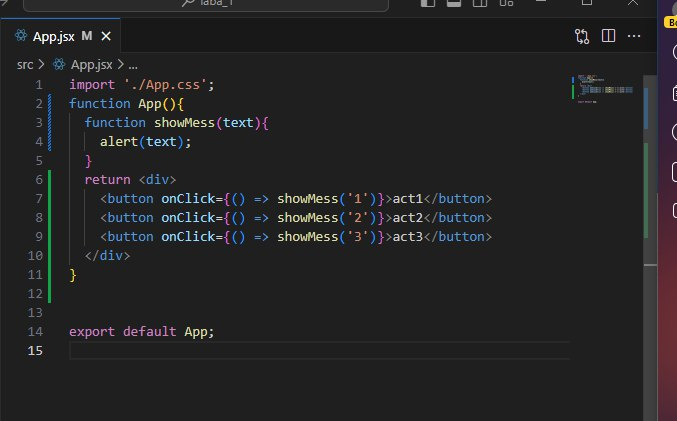 laba_1
App.jsx M
src > App.jsx > ...
1 import './App.css';
2 function App(){
3 function showMess(text){
4 alert(text);
5 }
6 return <div>
7 <button onClick={() => showMess('1')}>act1</button>
8 <button onClick={() => showMess('2')}>act2</button>
9 <button onClick={() => showMess('3')}>act3</button>
10 </div>
11 }
12
13
14 export default App;
15